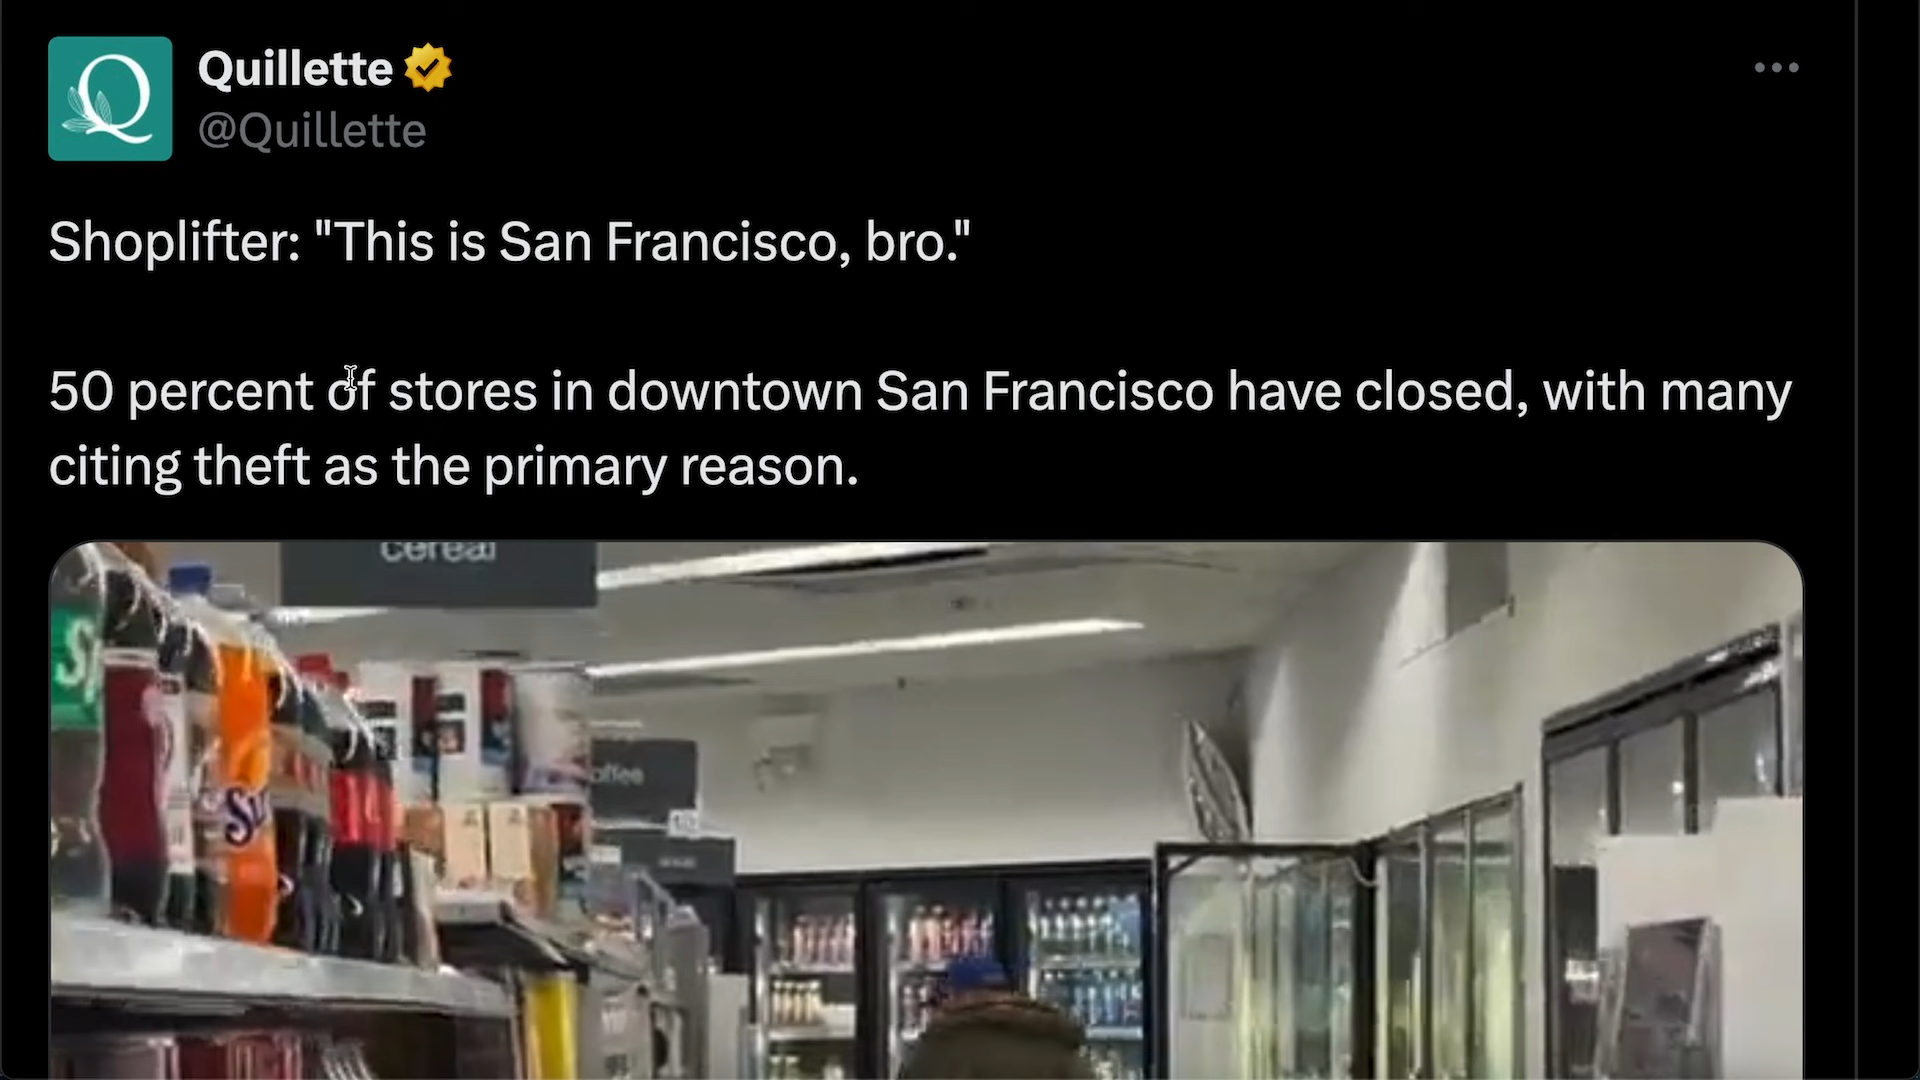 Quillette
@Quillette
Shoplifter: "This is San Francisco, bro."
50 percent of stores in downtown San Francisco have closed, with many
citing theft as the primary reason.
cereal